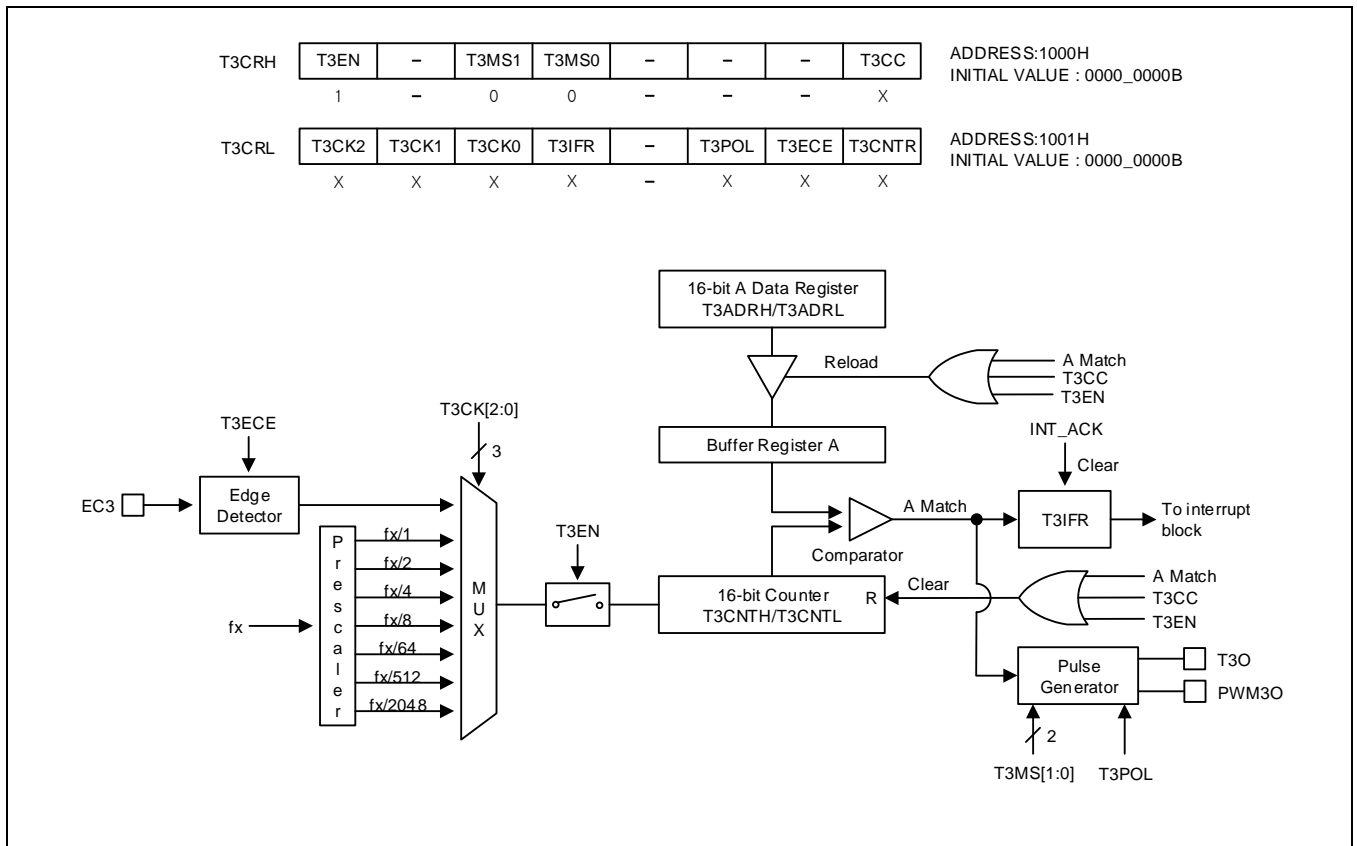 T3CRH T3EN – T3MS1 T3MS0 – – – T3CC ADDRESS:1000H
INITIAL VALUE : 0000_0000B
1 – 0 0 – – – X
T3CRL T3CK2 T3CK1 T3CK0 T3IFR – T3POL T3ECE T3CNTR ADDRESS:1001H
INITIAL VALUE : 0000_0000B
X X X X – X X X
16-bit A Data Register
T3ADRH/T3ADRL
Reload
A Match
T3CC
T3EN
T3ECE
T3CK[2:0]
3
Buffer Register A
INT_ACK
Clear
EC3
Edge
Detector
A Match
T3IFR
To interrupt
block
Comparator
Prescaler
fx/1
fx/2
fx/4
fx/8
fx/64
fx/512
fx/2048
fx
MUX
T3EN
16-bit Counter
T3CNTH/T3CNTL
R
Clear
A Match
T3CC
T3EN
Pulse
Generator
T3O
PWM3O
2
T3MS[1:0]
T3POL